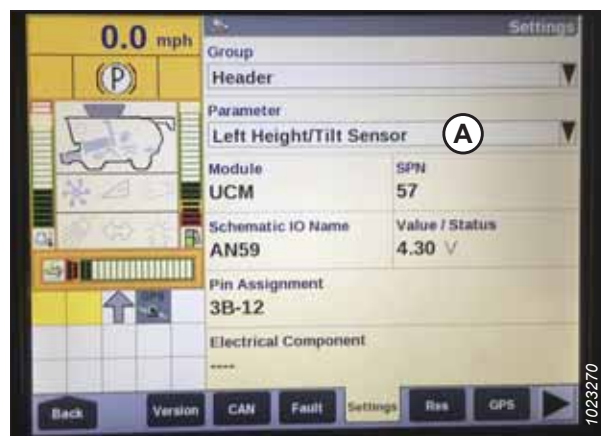 0.0 mph
(P)
Settings
Group
Header
Parameter
Left Height/Tilt Sensor
A
Module
UCM
SPN
57
Schematic IO Name
AN59
Value / Status
4.30 V
Pin Assignment
3B-12
Electrical Component
----
GPS
Back
Version
CAN
Fault
Settings
Res
GPS
1023270